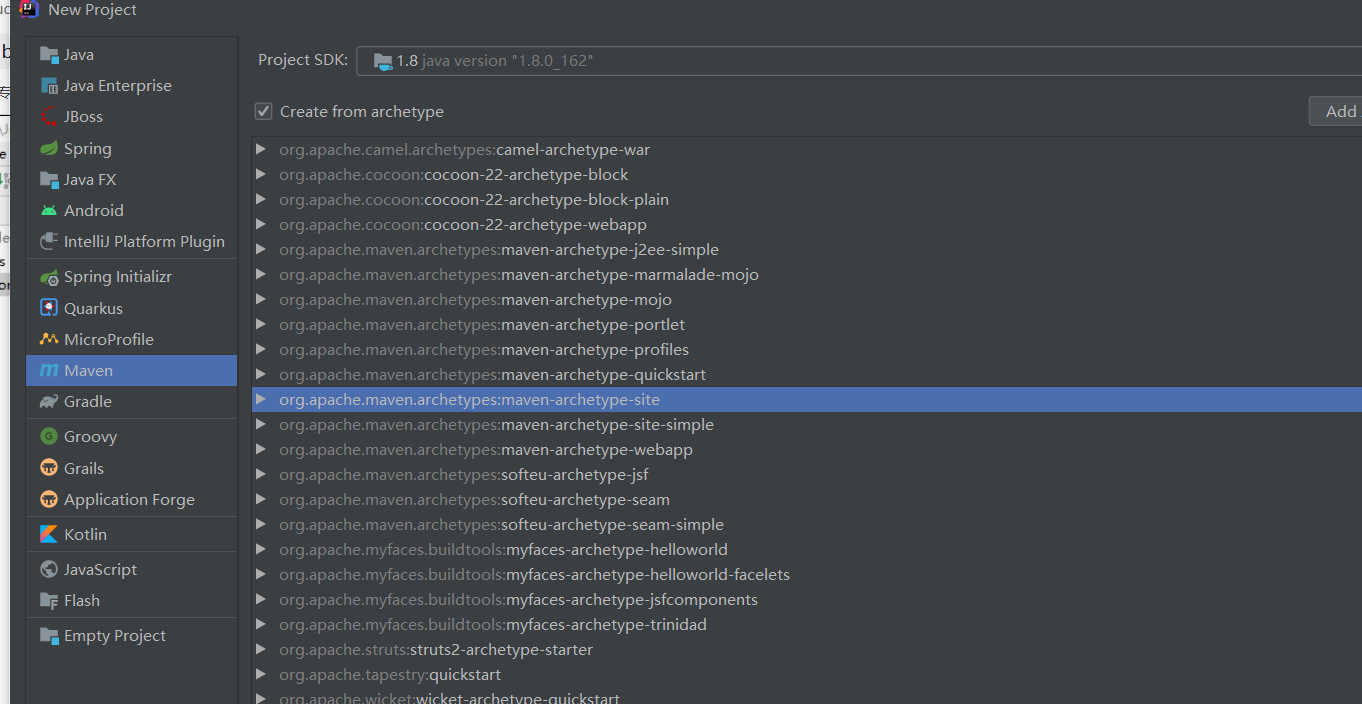 New Project
Java
Java Enterprise
JBoss
Spring
Java FX
Android
IntelliJ Platform Plugin
Spring Initializr
Quarkus
MicroProfile
Maven
Gradle
Groovy
Grails
Application Forge
Kotlin
JavaScript
Flash
Empty Project
Project SDK: 1.8 java version "1.8.0_162"
Create from archetype
Add
org.apache.camel.archetypes:camel-archetype-war
org.apache.cocoon:cocoon-22-archetype-block
org.apache.cocoon:cocoon-22-archetype-block-plain
org.apache.cocoon:cocoon-22-archetype-webapp
org.apache.maven.archetypes:maven-archetype-j2ee-simple
org.apache.maven.archetypes:maven-archetype-marmalade-mojo
org.apache.maven.archetypes:maven-archetype-mojo
org.apache.maven.archetypes:maven-archetype-portlet
org.apache.maven.archetypes:maven-archetype-profiles
org.apache.maven.archetypes:maven-archetype-quickstart
org.apache.maven.archetypes:maven-archetype-site
org.apache.maven.archetypes:maven-archetype-site-simple
org.apache.maven.archetypes:maven-archetype-webapp
org.apache.maven.archetypes:softeu-archetype-jsf
org.apache.maven.archetypes:softeu-archetype-seam
org.apache.maven.archetypes:softeu-archetype-seam-simple
org.apache.myfaces.buildtools:myfaces-archetype-helloworld
org.apache.myfaces.buildtools:myfaces-archetype-helloworld-facelets
org.apache.myfaces.buildtools:myfaces-archetype-jsfcomponents
org.apache.myfaces.buildtools:myfaces-archetype-trinidad
org.apache.struts:struts2-archetype-starter
org.apache.tapestry:quickstart
org.apache.wicket:wicket-archetype-quickstart